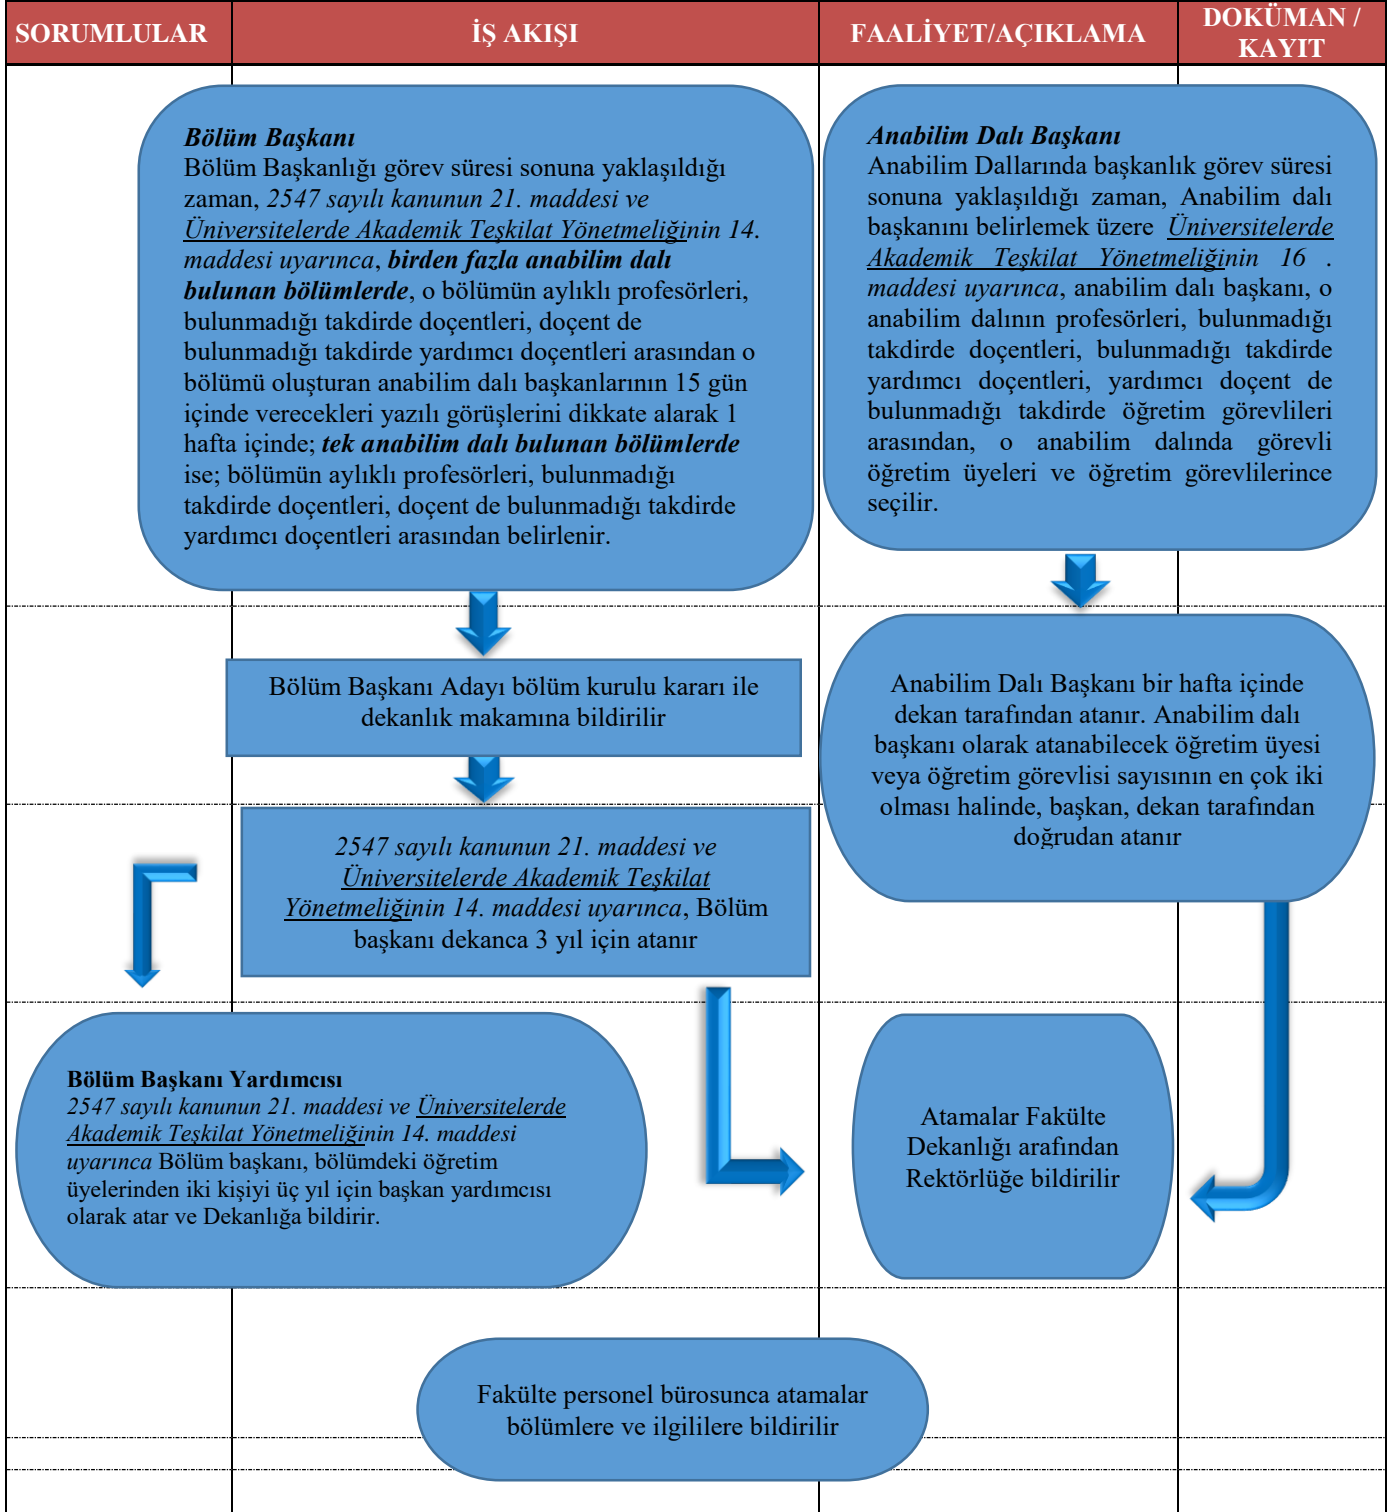 SORUMLULAR
İŞ AKIŞI
FAALİYET/AÇIKLAMA
DOKÜMAN /
KAYIT
Bölüm Başkanı
Bölüm Başkanlığı görev süresi sonuna yaklaşıldığı
zaman, 2547 sayılı kanunun 21. maddesi ve
Üniversitelerde Akademik Teşkilat Yönetmeliğinin 14.
maddesi uyarınca, birden fazla anabilim dalı
bulunan bölümlerde, o bölümün aylıklı profesörleri,
bulunmadığı takdirde doçentleri, doçent de
bulunmadığı takdirde yardımcı doçentleri arasından o
bölümü oluşturan anabilim dalı başkanlarının 15 gün
içinde verecekleri yazılı görüşlerini dikkate alarak 1
hafta içinde; tek anabilim dalı bulunan bölümlerde
ise; bölümün aylıklı profesörleri, bulunmadığı
takdirde doçentleri, doçent de bulunmadığı takdirde
yardımcı doçentleri arasından belirlenir.
Anabilim Dalı Başkanı
Anabilim Dallarında başkanlık görev süresi
sonuna yaklaşıldığı zaman, Anabilim dalı
başkanını belirlemek üzere Üniversitelerde
Akademik Teşkilat Yönetmeliğinin 16 .
maddesi uyarınca, anabilim dalı başkanı, o
anabilim dalının profesörleri, bulunmadığı
takdirde doçentleri, bulunmadığı takdirde
yardımcı doçentleri, yardımcı doçent de
bulunmadığı takdirde öğretim görevlileri
arasından, o anabilim dalında görevli
öğretim üyeleri ve öğretim görevlilerince
seçilir.
Bölüm Başkanı Adayı bölüm kurulu kararı ile
dekanlık makamına bildirilir
Anabilim Dalı Başkanı bir hafta içinde
dekan tarafından atanır. Anabilim dalı
başkanı olarak atanabilecek öğretim üyesi
veya öğretim görevlisi sayısının en çok iki
olması halinde, başkan, dekan tarafından
doğrudan atanır
2547 sayılı kanunun 21. maddesi ve
Üniversitelerde Akademik Teşkilat
Yönetmeliğinin 14. maddesi uyarınca, Bölüm
başkanı dekanca 3 yıl için atanır
Bölüm Başkanı Yardımcısı
2547 sayılı kanunun 21. maddesi ve Üniversitelerde
Akademik Teşkilat Yönetmeliğinin 14. maddesi
uyarınca Bölüm başkanı, bölümdeki öğretim
üyelerinden iki kişiyi üç yıl için başkan yardımcısı
olarak atar ve Dekanlığa bildirir.
Atamalar Fakülte
Dekanlığı arafından
Rektörlüğe bildirilir
Fakülte personel bürosunca atamalar
bölümlere ve ilgililere bildirilir